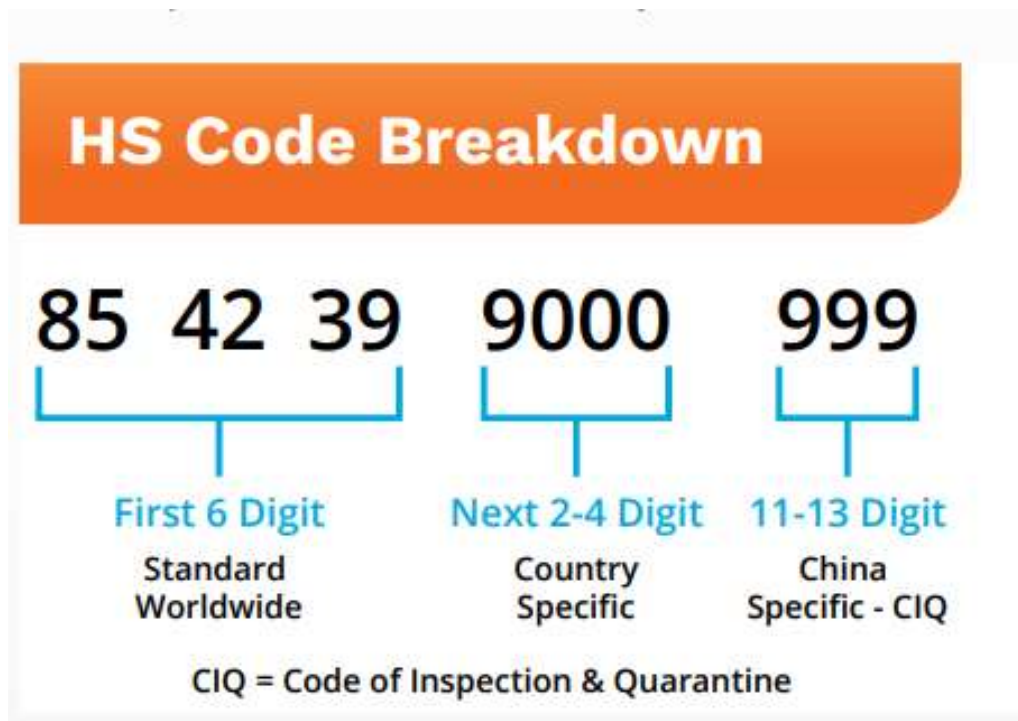 HS Code Breakdown
85 42 39 9000 999
First 6 Digit Next 2-4 Digit 11-13 Digit
Standard Worldwide
Country Specific
China Specific - CIQ
CIQ = Code of Inspection & Quarantine